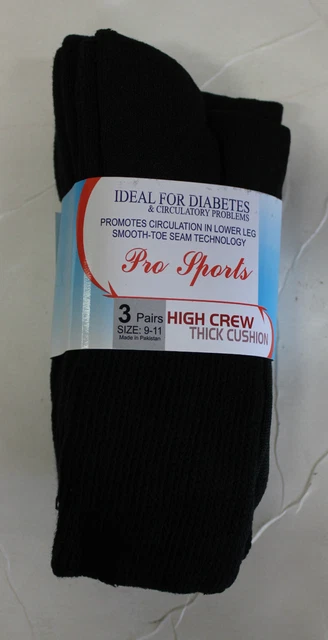 IDEAL FOR DIABETES
& CIRCULATORY PROBLEMS
PROMOTES CIRCULATION IN LOWER LEG
SMOOTH-TOE SEAM TECHNOLOGY
Pro Sports
3 Pairs
SIZE: 9-11
Made in Pakistan
HIGH CREW
THICK CUSHION